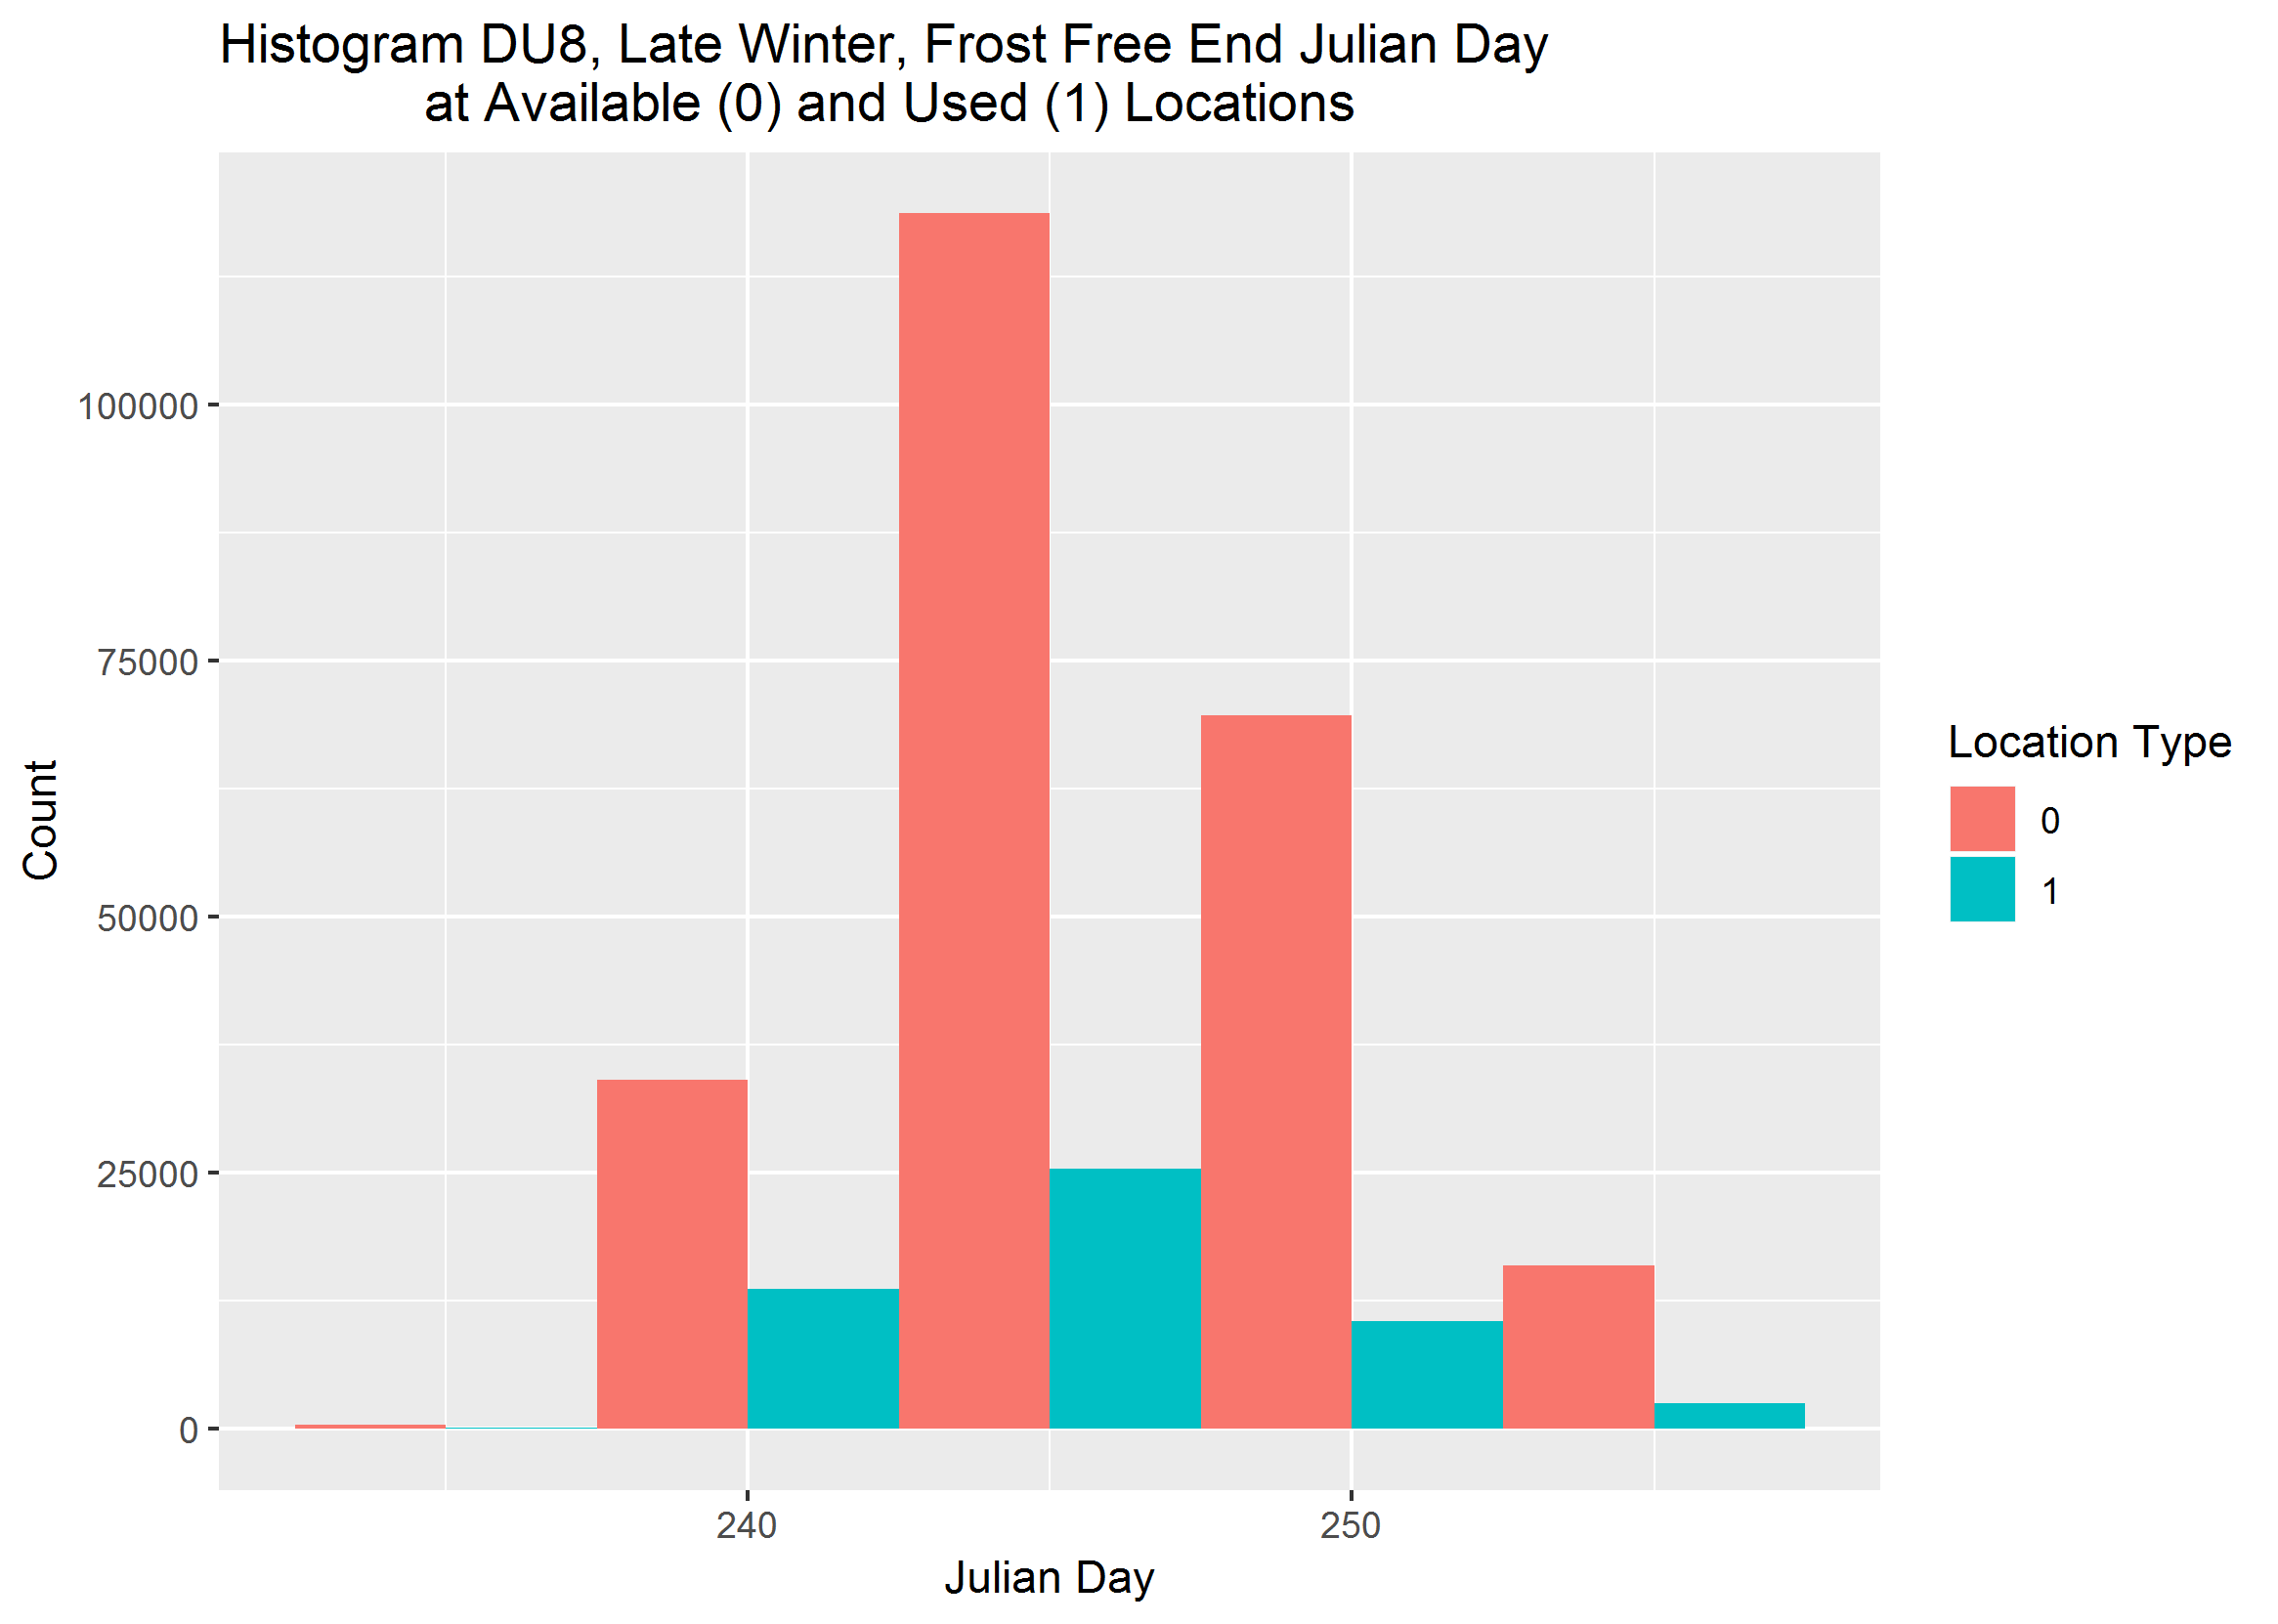 Histogram DU8, Late Winter, Frost Free End Julian Day
at Available (0) and Used (1) Locations
100000
75000
50000
25000
0
Count
240
250
Julian Day
Location Type
0
1